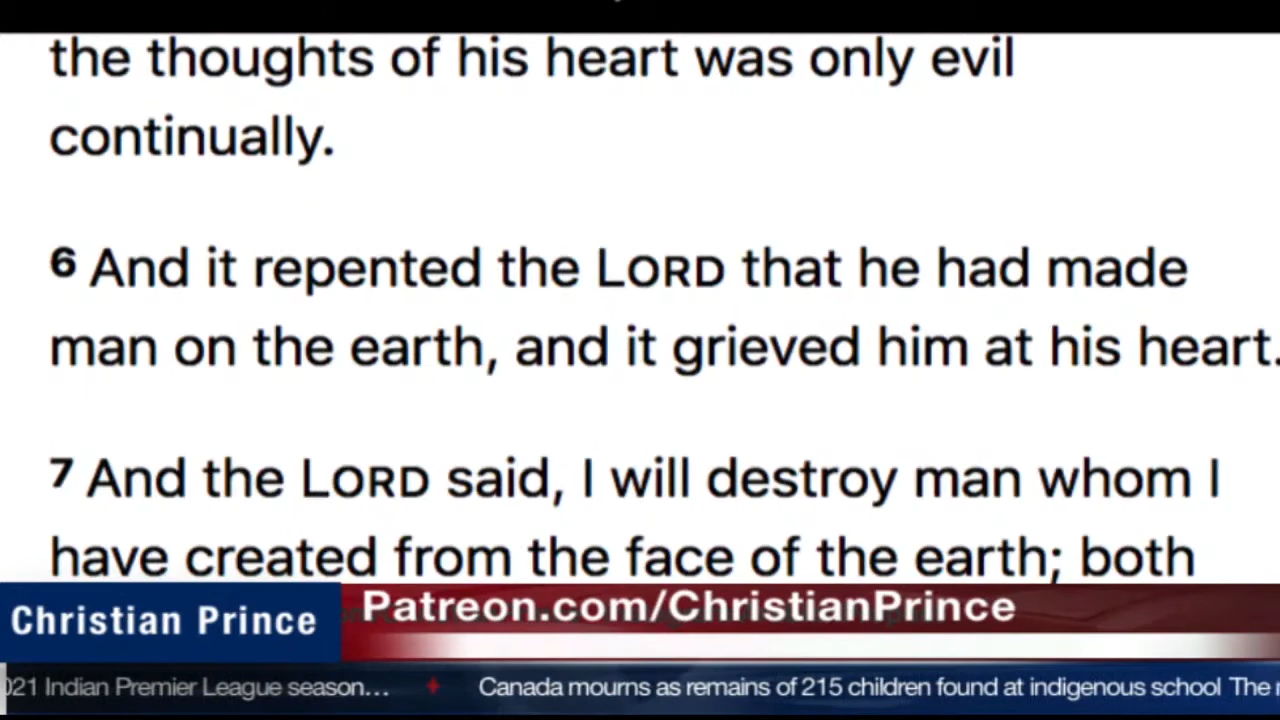 the thoughts of his heart was only evil
continually.
6 And it repented the LORD that he had made
man on the earth, and it grieved him at his heart.
7 And the LORD said, I will destroy man whom I
have created from the face of the earth; both
Christian Prince
Patreon.com/ChristianPrince
021 Indian Premier League season... Canada mourns as remains of 215 children found at indigenous school The